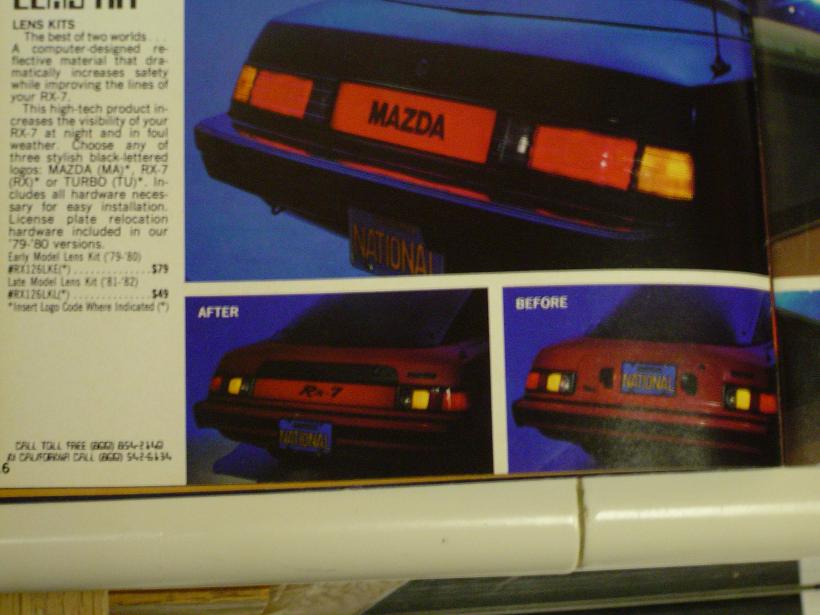 LENS KITS
The best of two worlds . . .
A computer-designed re-
flective material that dra-
matically increases safety
while improving the lines of
your RX-7.
This high-tech product in-
creases the visibility of your
RX-7 at night and in foul
weather. Choose any of
three stylish black-lettered
logos: MAZDA (MA)*, RX-7
(RX)* or TURBO (TU)*. In-
cludes all hardware neces-
sary for easy installation.
License plate relocation
hardware included in our
'79-'80 versions.
Early Model Lens Kit ('79-'80)
#RX126LKE(*) . . . . . . . . . . . . . . $79
Late Model Lens Kit ('81-'82)
#RX126LKL(*) . . . . . . . . . . . . . . $49
*Insert Logo Code Where Indicated (*)
CALL TOLL FREE (800) 854-2140
IN CALIFORNIA CALL (800) 542-6134
6
MAZDA
NATIONAL
AFTER
Rx-7
NATIONAL
BEFORE
NATIONAL